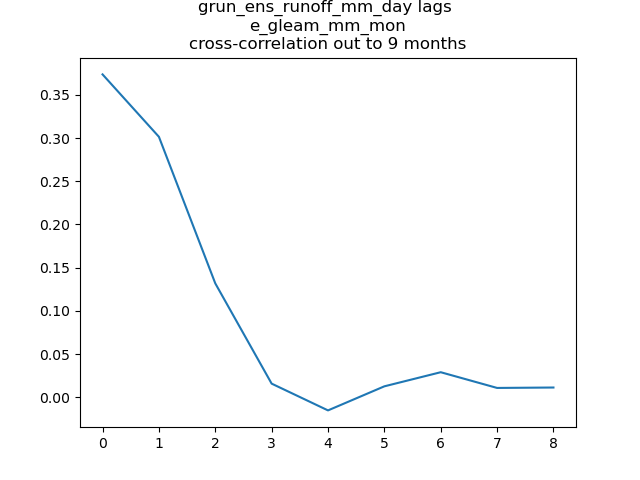 grun_ens_runoff_mm_day lags
e_gleam_mm_mon
cross-correlation out to 9 months
0.35
0.30
0.25
0.20
0.15
0.10
0.05
0.00
0 1 2 3 4 5 6 7 8